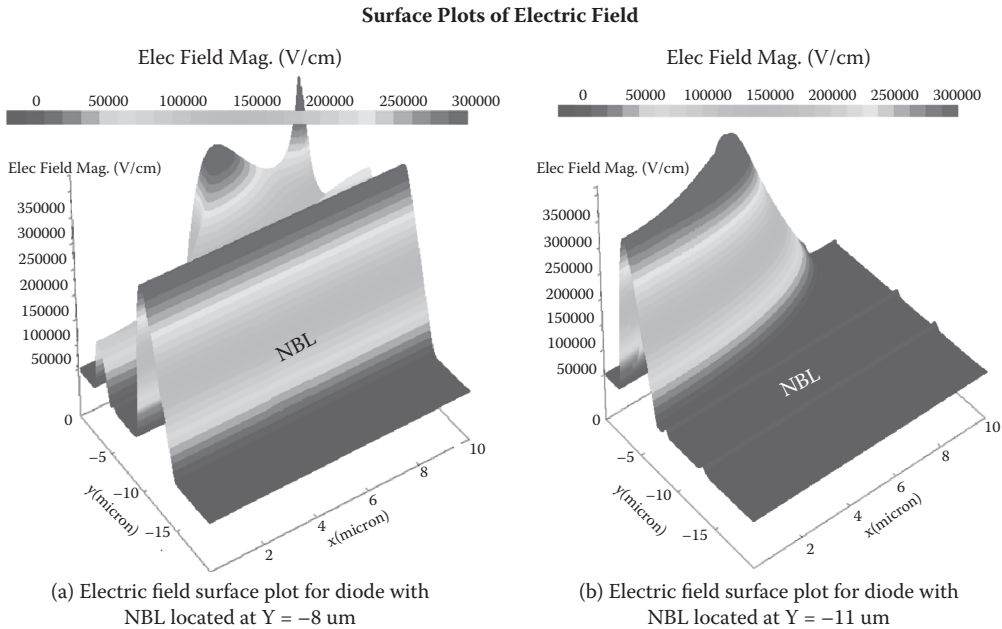 Surface Plots of Electric Field
Elec Field Mag. (V/cm)
0 50000 100000 150000 200000 250000 300000
Elec Field Mag. (V/cm)
350000
300000
250000
200000
150000
100000
50000
0
−5
−10
−15
y(micron)
2
4
6
8
10
x(micron)
NBL
(a) Electric field surface plot for diode with
NBL located at Y = −8 um
Elec Field Mag. (V/cm)
0 50000 100000 150000 200000 250000 300000
Elec Field Mag. (V/cm)
350000
300000
250000
200000
150000
100000
50000
0
−5
−10
−15
y(micron)
2
4
6
8
10
x(micron)
NBL
(b) Electric field surface plot for diode with
NBL located at Y = −11 um